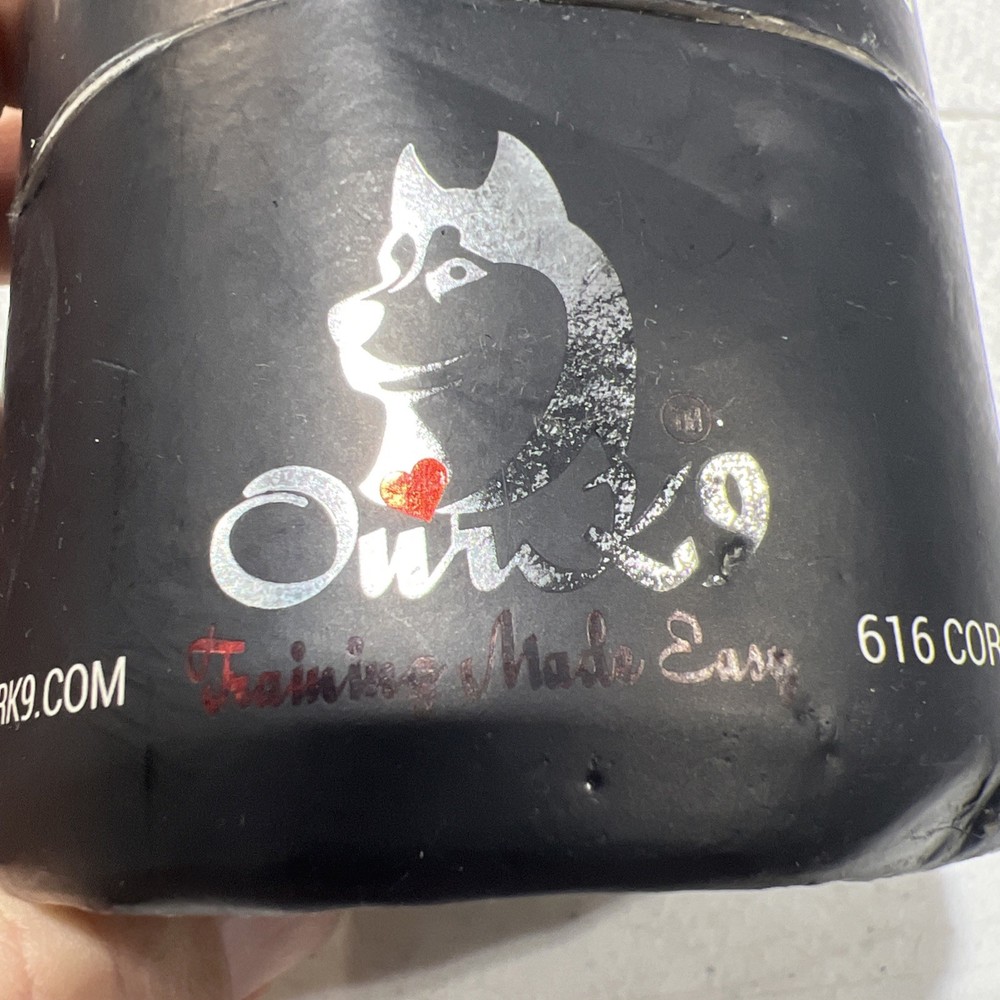 OurK9
TM
Training Made Easy
RK9.COM
616 COR